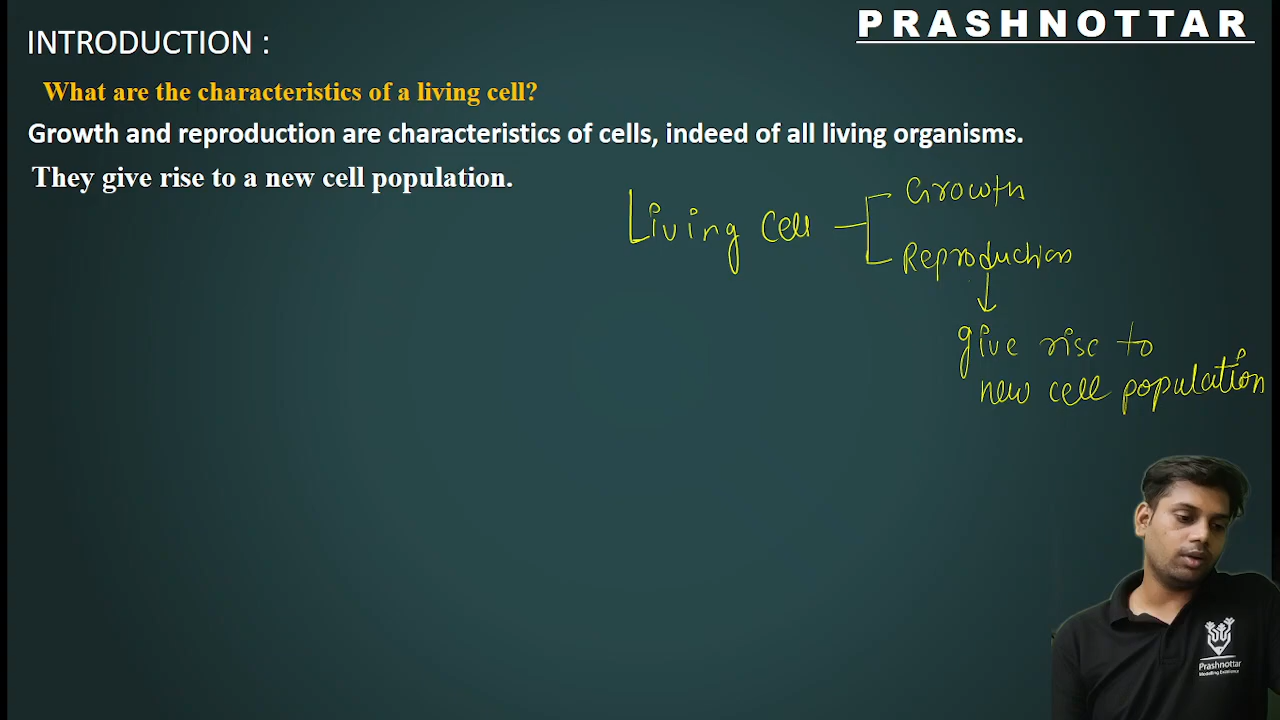 PRASHNOTTAR
INTRODUCTION :
What are the characteristics of a living cell?
Growth and reproduction are characteristics of cells, indeed of all living organisms.
They give rise to a new cell population.
Living Cell
Growth
Reproduction
give rise to
new cell population
Prashnottar
Modelling Excellence